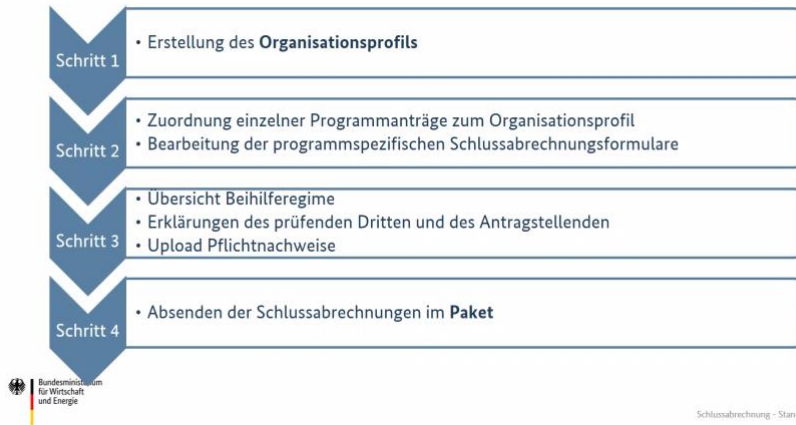 Schritt 1
• Erstellung des Organisationsprofils
Schritt 2
• Zuordnung einzelner Programmanträge zum Organisationsprofil
• Bearbeitung der programmspezifischen Schlussabrechnungsformulare
Schritt 3
• Übersicht Beihilferegime
• Erklärungen des prüfenden Dritten und des Antragstellenden
• Upload Pflichtnachweise
Schritt 4
• Absenden der Schlussabrechnungen im Paket
für Wirtschaft
und Energie
Schlussabrechnung - Stan